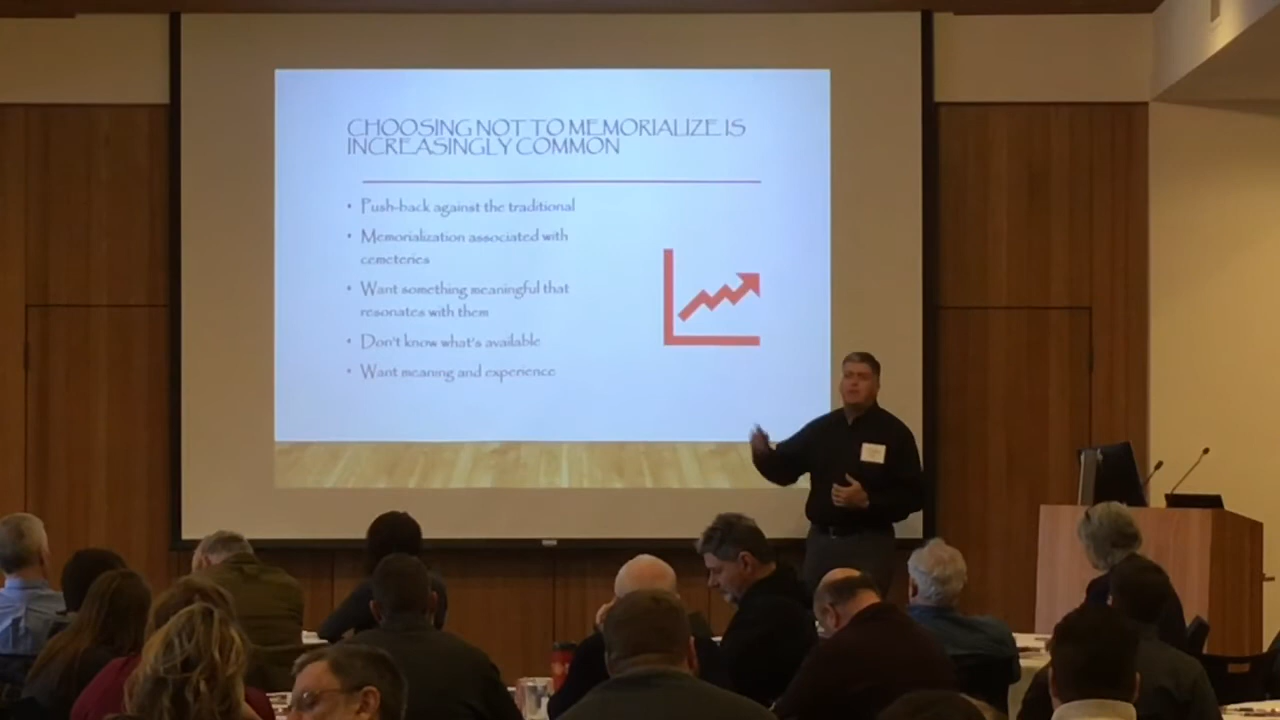 CHOOSING NOT TO MEMORIALIZE IS
INCREASINGLY COMMON
• Push-back against the traditional
• Memorialization associated with
cemeteries
• Want something meaningful that
resonates with them
• Don't know what's available
• Want meaning and experience